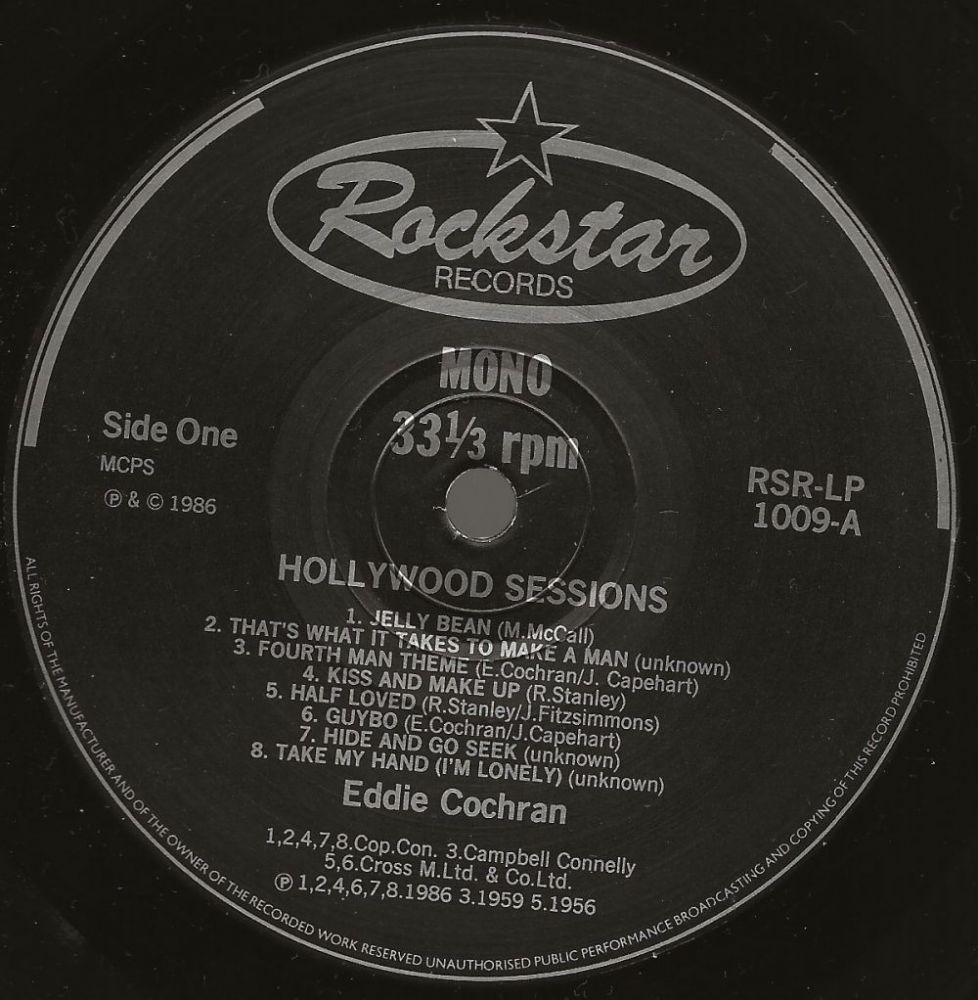 Rockstar
RECORDS
MONO
33⅓ rpm
Side One
MCPS
Ⓟ & © 1986
RSR-LP
1009-A
HOLLYWOOD SESSIONS
1. JELLY BEAN (M.McCall)
2. THAT'S WHAT IT TAKES TO MAKE A MAN (unknown)
3. FOURTH MAN THEME (E.Cochran/J. Capehart)
4. KISS AND MAKE UP (R.Stanley)
5. HALF LOVED (R.Stanley/J.Fitzsimmons)
6. GUYBO (E.Cochran/J.Capehart)
7. HIDE AND GO SEEK (unknown)
8. TAKE MY HAND (I'M LONELY) (unknown)
Eddie Cochran
1,2,4,7,8.Cop.Con. 3.Campbell Connelly
5,6.Cross M.Ltd. & Co.Ltd.
Ⓟ 1,2,4,6,7,8.1986 3.1959 5.1956
ALL RIGHTS OF THE MANUFACTURER AND OF THE OWNER OF THE RECORDED WORK RESERVED UNAUTHORISED PUBLIC PERFORMANCE BROADCASTING AND COPYING OF THIS RECORD PROHIBITED